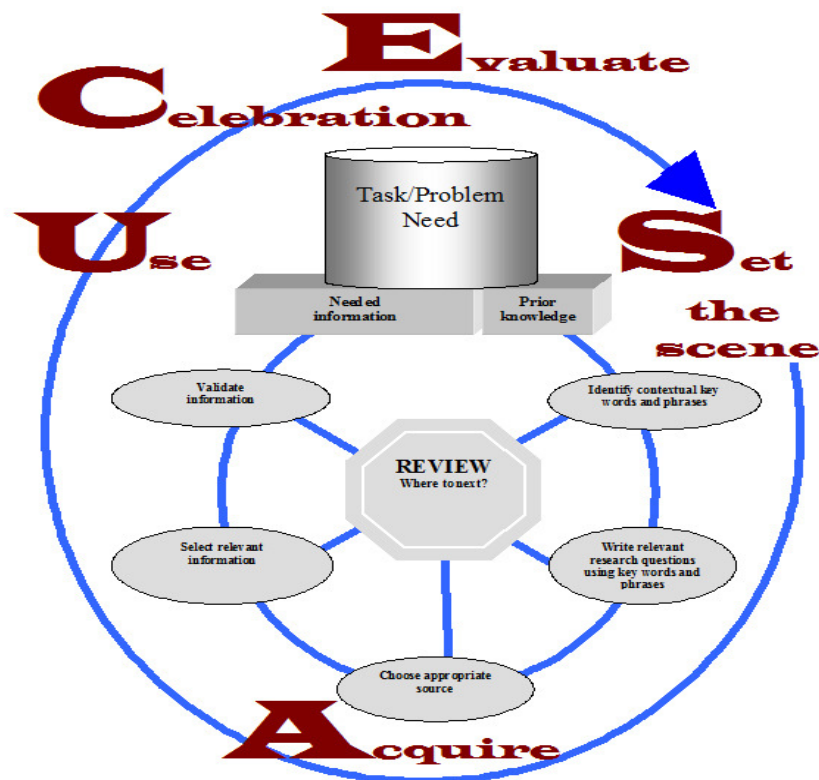 Evaluate
Celebration
Task/Problem
Need
Use
Set
the
scene
Needed
information
Prior
knowledge
Validate
information
Identify contextual key
words and phrases
REVIEW
Where to next?
Select relevant
information
Write relevant
research questions
using key words and
phrases
Choose appropriate
source
Acquire